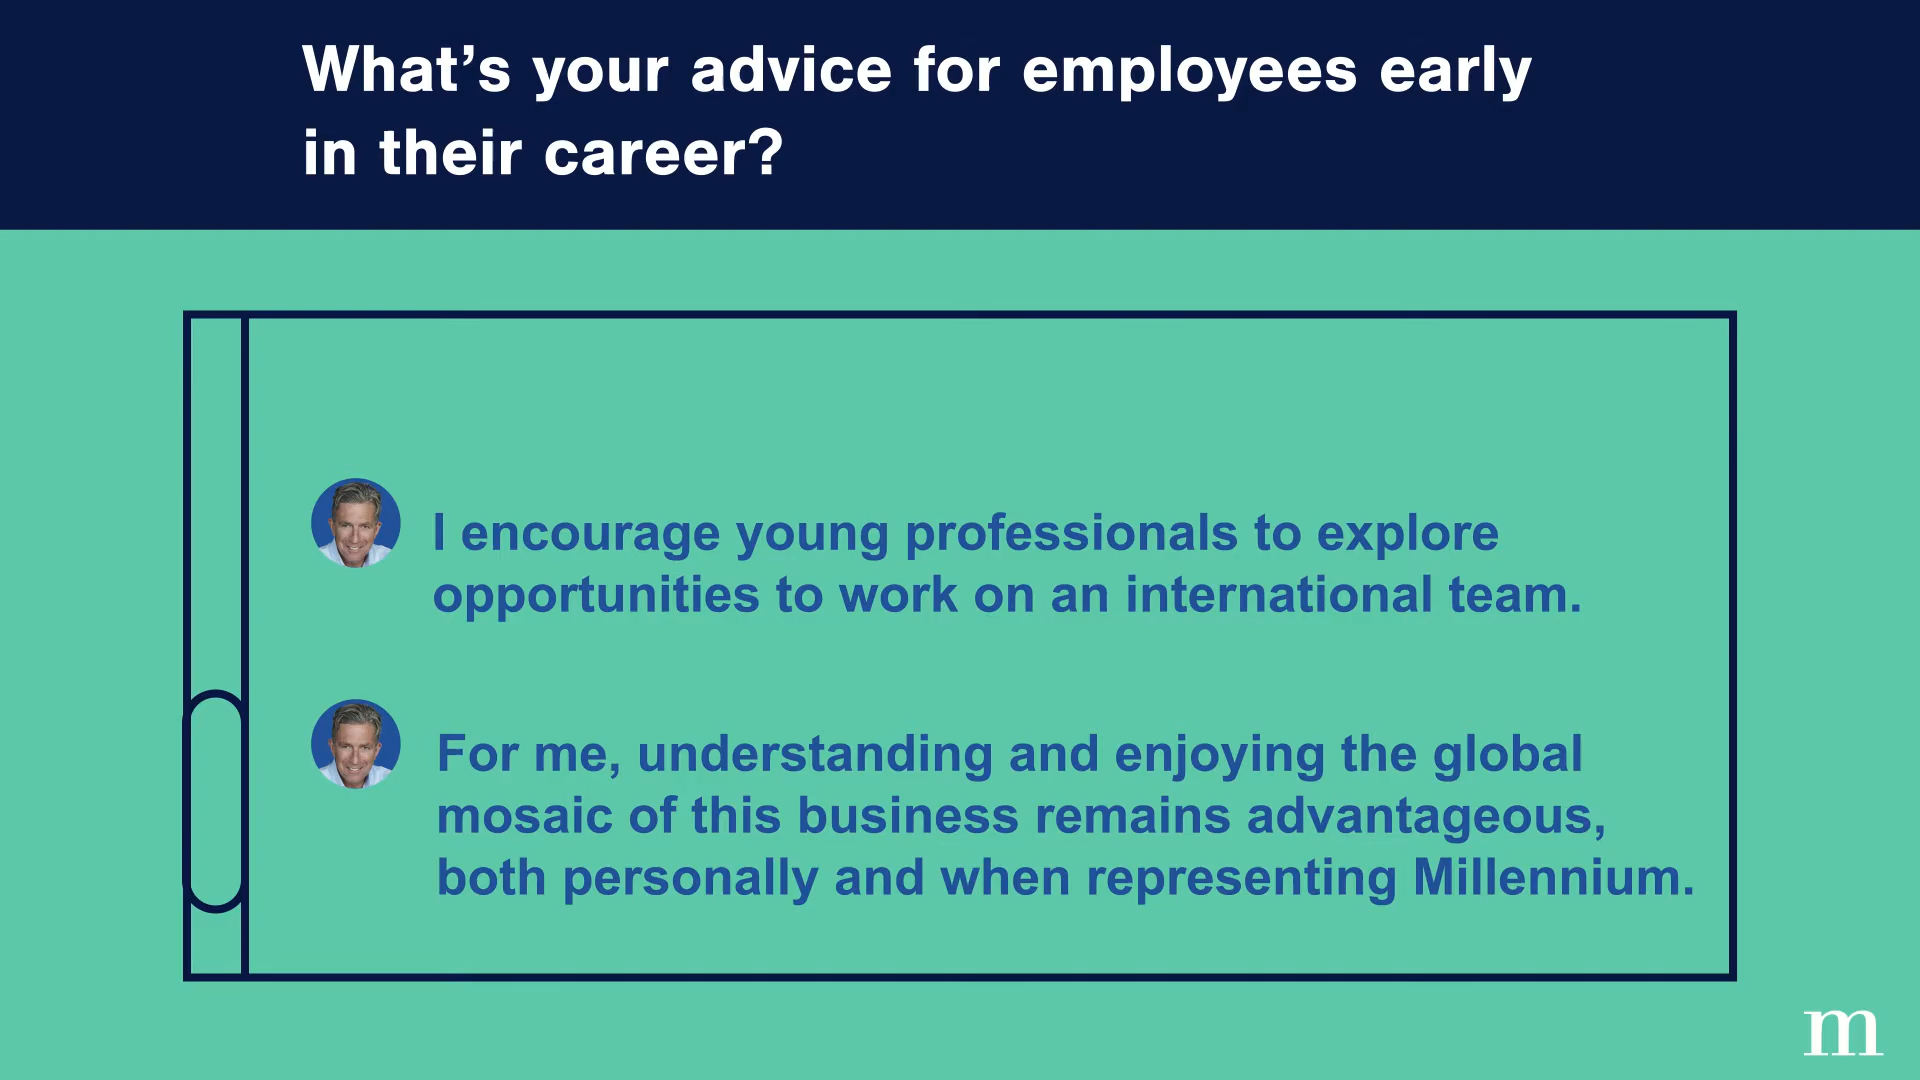 What’s your advice for employees early
in their career?
I encourage young professionals to explore
opportunities to work on an international team.
For me, understanding and enjoying the global
mosaic of this business remains advantageous,
both personally and when representing Millennium.
m